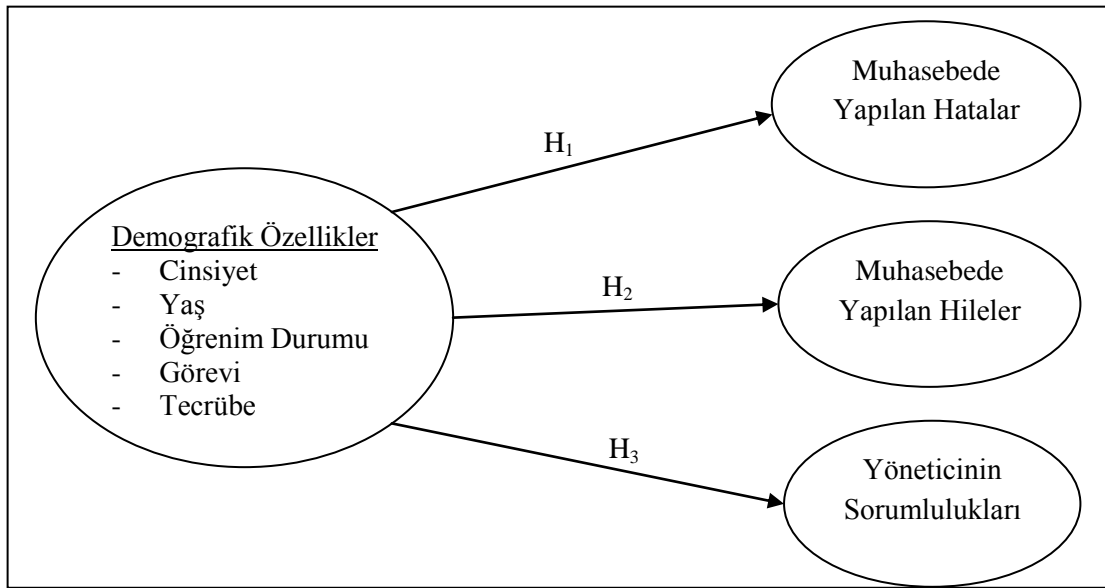 Muhasebede
Yapılan Hatalar
H₁
Demografik Özellikler
- Cinsiyet
- Yaş
- Öğrenim Durumu
- Görevi
- Tecrübe
H₂
Muhasebede
Yapılan Hileler
H₃
Yöneticinin
Sorumlulukları